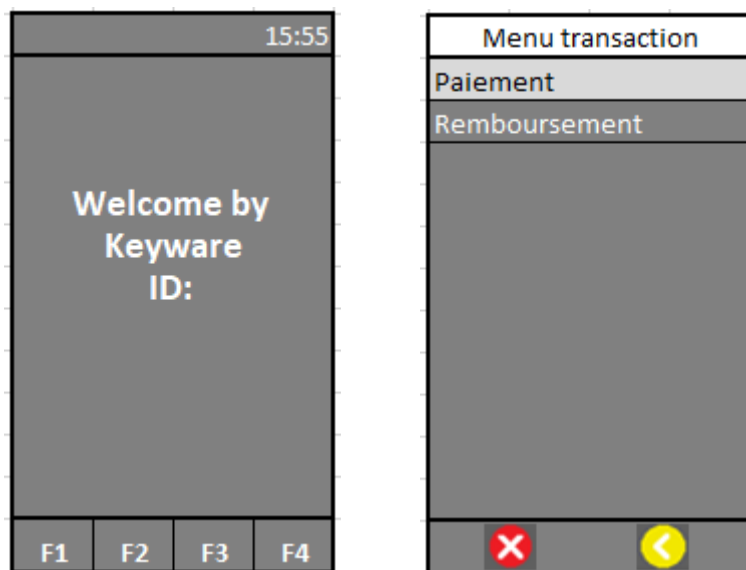 15:55
Welcome by
Keyware
ID:
F1 F2 F3 F4
Menu transaction
Paiement
Remboursement